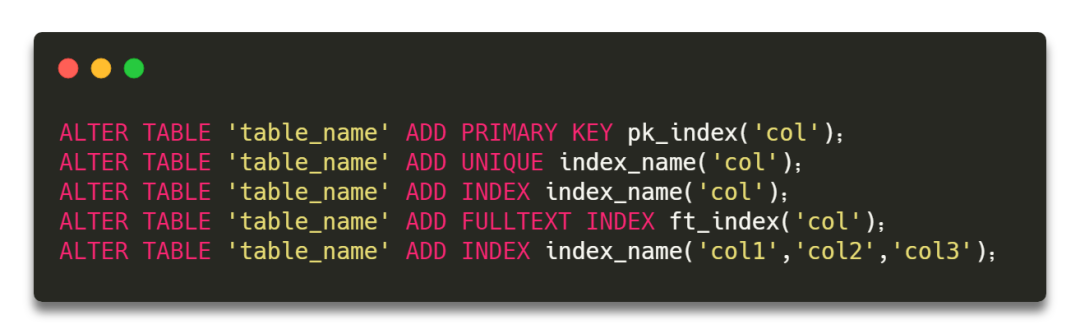 ALTER TABLE 'table_name' ADD PRIMARY KEY pk_index('col');
ALTER TABLE 'table_name' ADD UNIQUE index_name('col');
ALTER TABLE 'table_name' ADD INDEX index_name('col');
ALTER TABLE 'table_name' ADD FULLTEXT INDEX ft_index('col');
ALTER TABLE 'table_name' ADD INDEX index_name('col1','col2','col3');